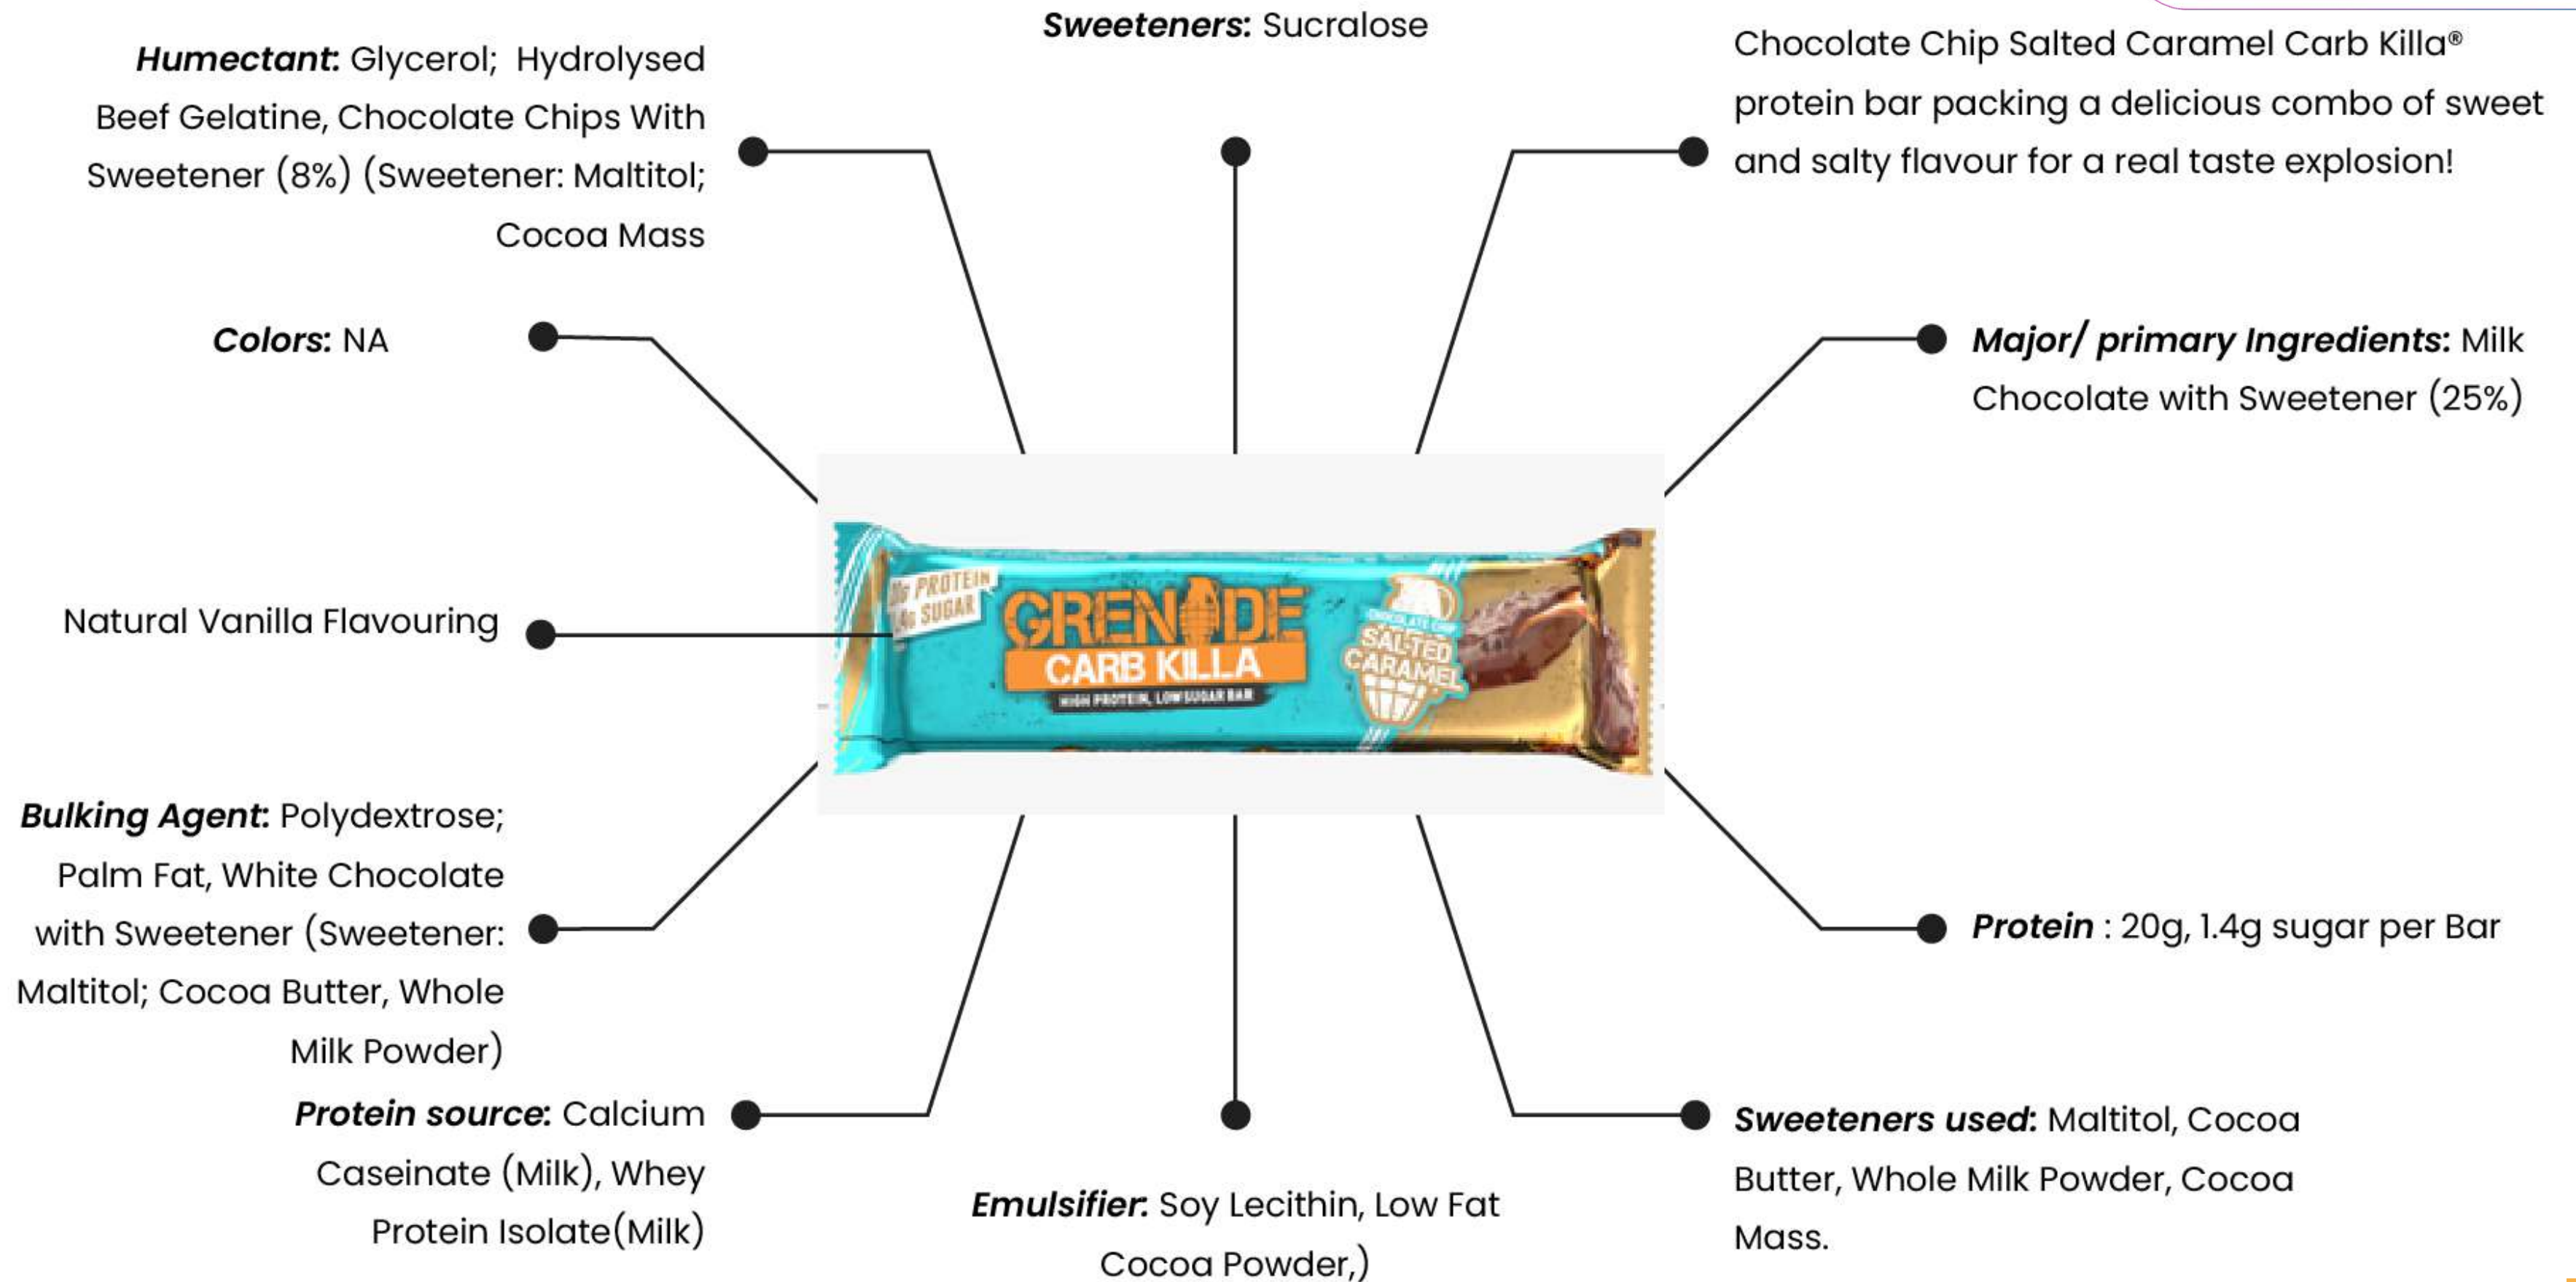 Sweeteners: Sucralose
Humectant: Glycerol; Hydrolysed
Beef Gelatine, Chocolate Chips With
Sweetener (8%) (Sweetener: Maltitol;
Cocoa Mass
Chocolate Chip Salted Caramel Carb Killa®
protein bar packing a delicious combo of sweet
and salty flavour for a real taste explosion!
Colors: NA
Major/ primary Ingredients: Milk
Chocolate with Sweetener (25%)
Natural Vanilla Flavouring
PROTEIN
SUGAR
GRENADE
CARB KILLA
HIGH PROTEIN, LOW SUGAR BAR
CHOCOLATE CHIP
SALTED
CARAMEL
Bulking Agent: Polydextrose;
Palm Fat, White Chocolate
with Sweetener (Sweetener:
Maltitol; Cocoa Butter, Whole
Milk Powder)
Protein : 20g, 1.4g sugar per Bar
Protein source: Calcium
Caseinate (Milk), Whey
Protein Isolate(Milk)
Emulsifier: Soy Lecithin, Low Fat
Cocoa Powder,)
Sweeteners used: Maltitol, Cocoa
Butter, Whole Milk Powder, Cocoa
Mass.